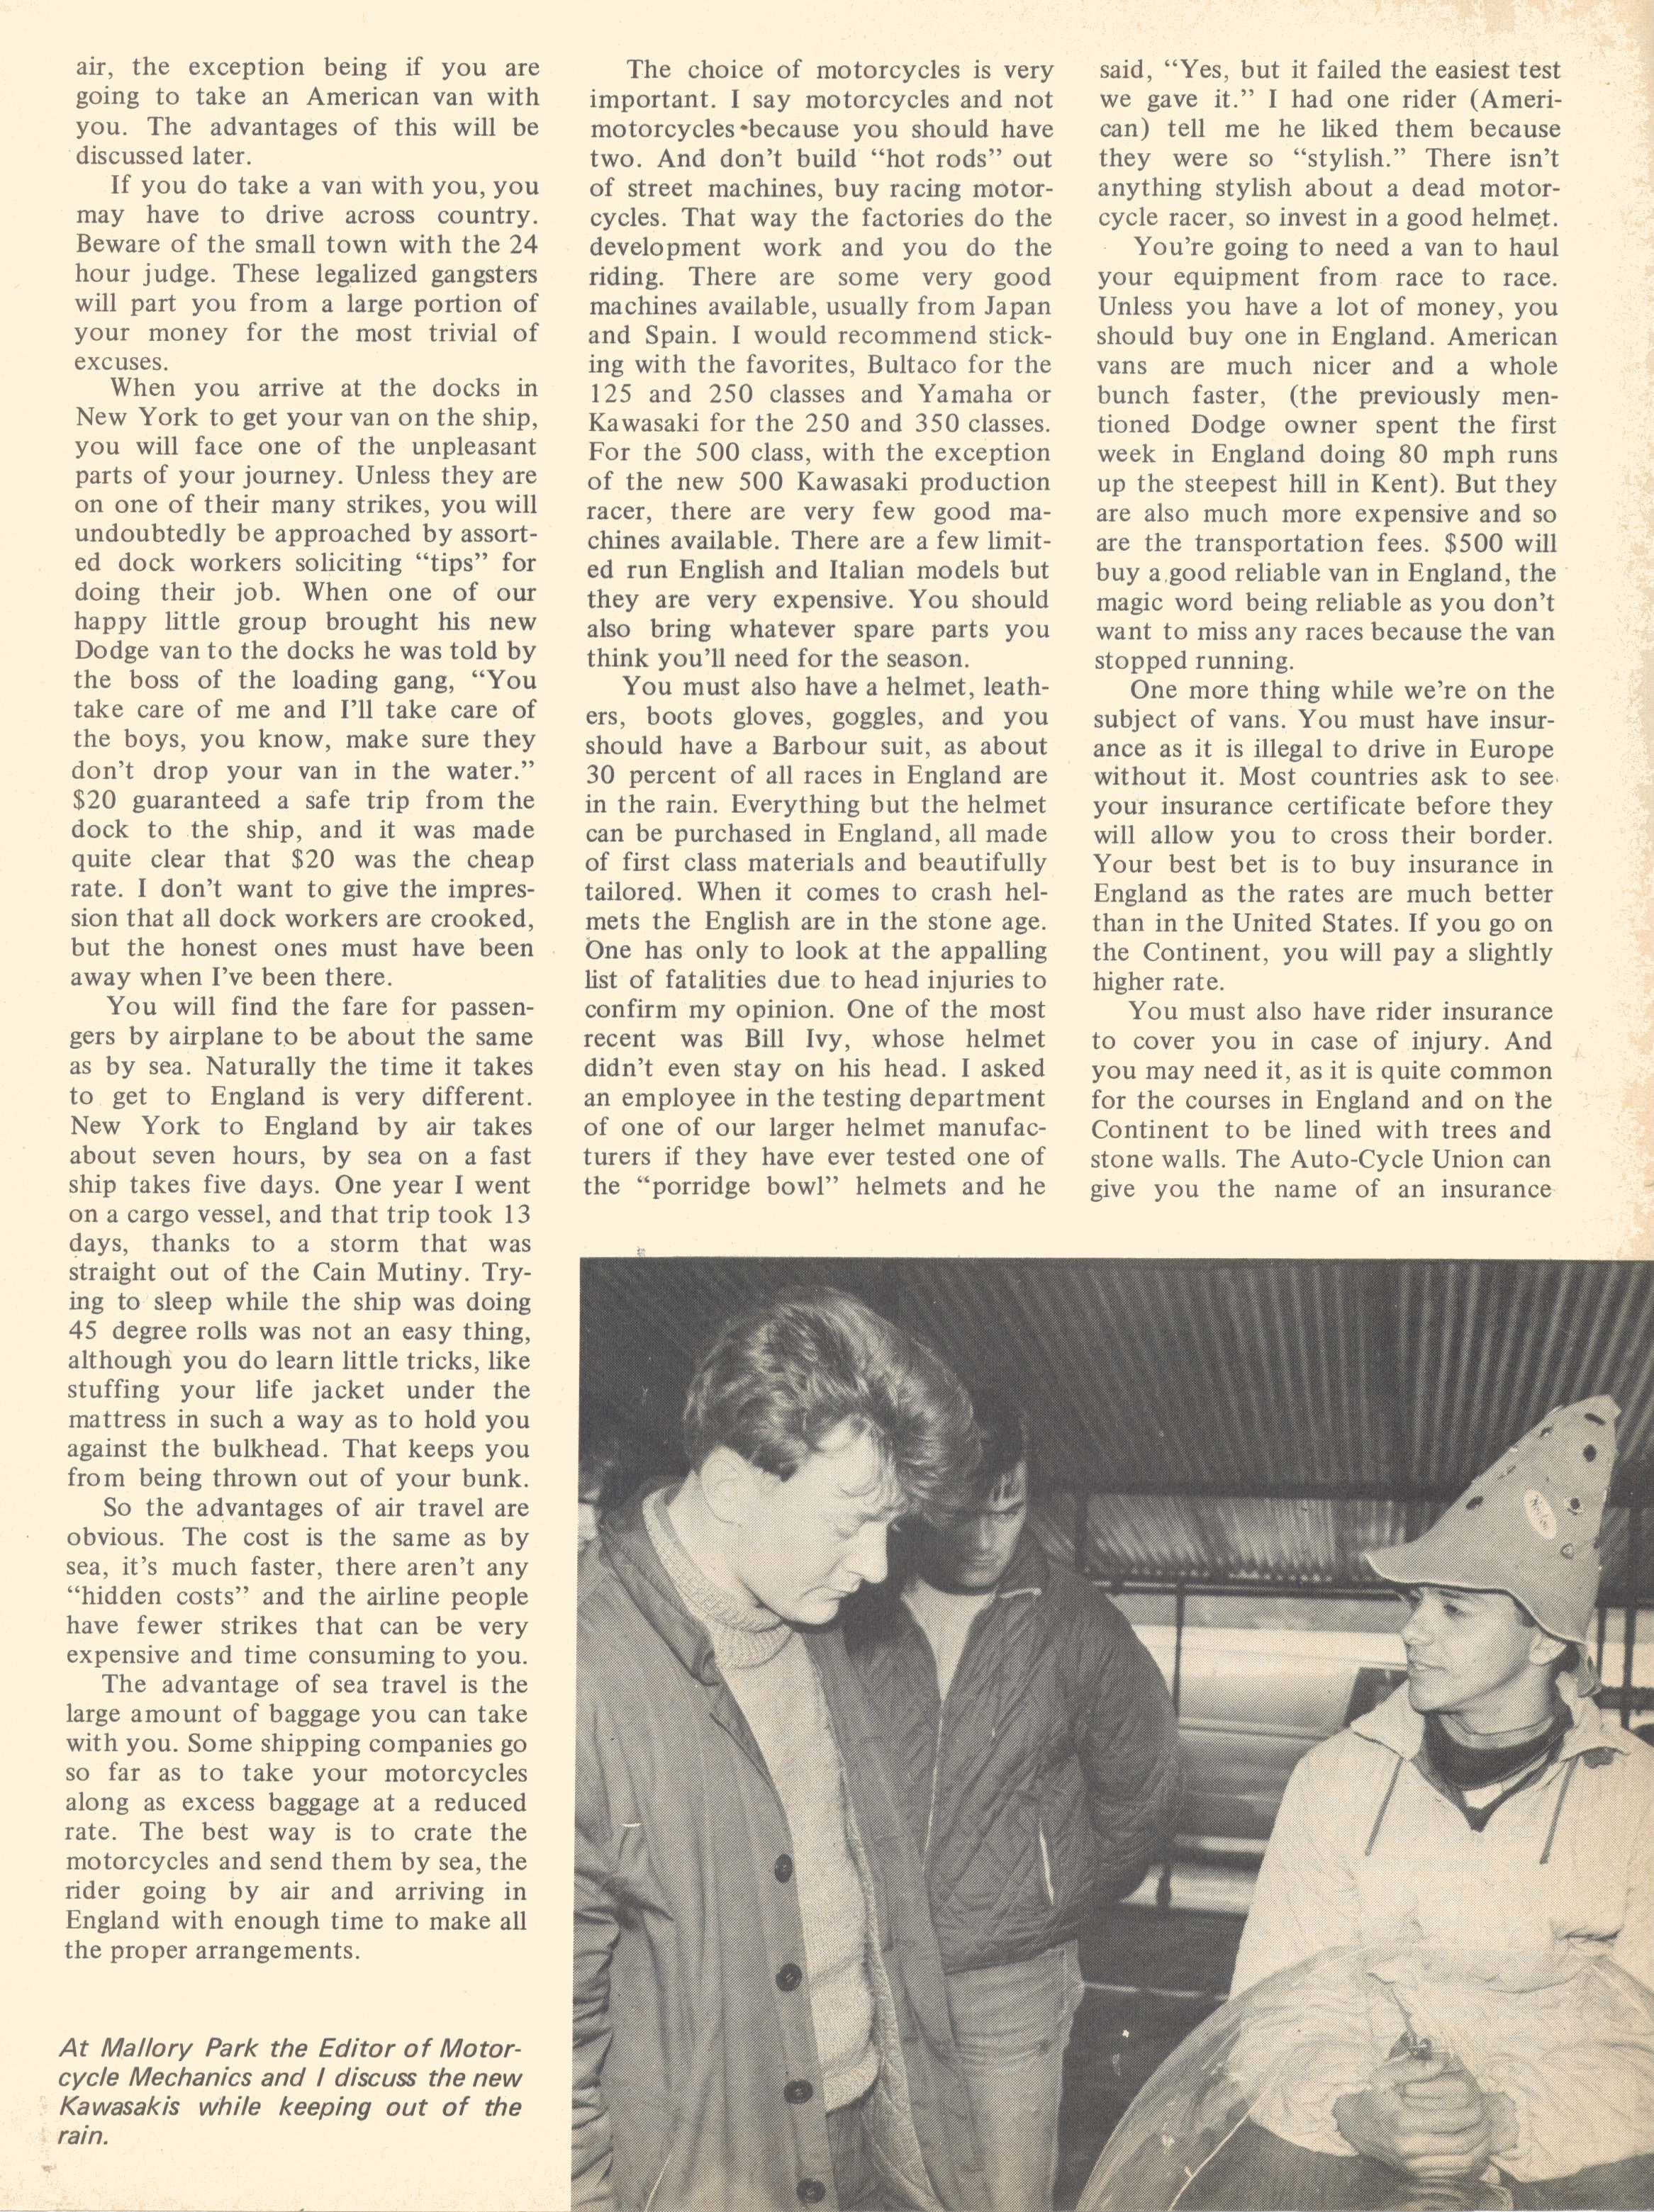 air, the exception being if you are
going to take an American van with
you. The advantages of this will be
discussed later.
If you do take a van with you, you
may have to drive across country.
Beware of the small town with the 24
hour judge. These legalized gangsters
will part you from a large portion of
your money for the most trivial of
excuses.
When you arrive at the docks in
New York to get your van on the ship,
you will face one of the unpleasant
parts of your journey. Unless they are
on one of their many strikes, you will
undoubtedly be approached by assort-
ed dock workers soliciting “tips” for
doing their job. When one of our
happy little group brought his new
Dodge van to the docks he was told by
the boss of the loading gang, “You
take care of me and I’ll take care of
the boys, you know, make sure they
don’t drop your van in the water.”
$20 guaranteed a safe trip from the
dock to the ship, and it was made
quite clear that $20 was the cheap
rate. I don’t want to give the impres-
sion that all dock workers are crooked,
but the honest ones must have been
away when I’ve been there.
You will find the fare for passen-
gers by airplane to be about the same
as by sea. Naturally the time it takes
to get to England is very different.
New York to England by air takes
about seven hours, by sea on a fast
ship takes five days. One year I went
on a cargo vessel, and that trip took 13
days, thanks to a storm that was
straight out of the Cain Mutiny. Try-
ing to sleep while the ship was doing
45 degree rolls was not an easy thing,
although you do learn little tricks, like
stuffing your life jacket under the
mattress in such a way as to hold you
against the bulkhead. That keeps you
from being thrown out of your bunk.
So the advantages of air travel are
obvious. The cost is the same as by
sea, it’s much faster, there aren’t any
“hidden costs” and the airline people
have fewer strikes that can be very
expensive and time consuming to you.
The advantage of sea travel is the
large amount of baggage you can take
with you. Some shipping companies go
so far as to take your motorcycles
along as excess baggage at a reduced
rate. The best way is to crate the
motorcycles and send them by sea, the
rider going by air and arriving in
England with enough time to make all
the proper arrangements.
At Mallory Park the Editor of Motor-
cycle Mechanics and I discuss the new
Kawasakis while keeping out of the
rain.
The choice of motorcycles is very
important. I say motorcycles and not
motorcycles because you should have
two. And don’t build “hot rods” out
of street machines, buy racing motor-
cycles. That way the factories do the
development work and you do the
riding. There are some very good
machines available, usually from Japan
and Spain. I would recommend stick-
ing with the favorites, Bultaco for the
125 and 250 classes and Yamaha or
Kawasaki for the 250 and 350 classes.
For the 500 class, with the exception
of the new 500 Kawasaki production
racer, there are very few good ma-
chines available. There are a few limit-
ed run English and Italian models but
they are very expensive. You should
also bring whatever spare parts you
think you’ll need for the season.
You must also have a helmet, leath-
ers, boots gloves, goggles, and you
should have a Barbour suit, as about
30 percent of all races in England are
in the rain. Everything but the helmet
can be purchased in England, all made
of first class materials and beautifully
tailored. When it comes to crash hel-
mets the English are in the stone age.
One has only to look at the appalling
list of fatalities due to head injuries to
confirm my opinion. One of the most
recent was Bill Ivy, whose helmet
didn’t even stay on his head. I asked
an employee in the testing department
of one of our larger helmet manufac-
turers if they have ever tested one of
the “porridge bowl” helmets and he
said, “Yes, but it failed the easiest test
we gave it.” I had one rider (Ameri-
can) tell me he liked them because
they were so “stylish.” There isn’t
anything stylish about a dead motor-
cycle racer, so invest in a good helmet.
You’re going to need a van to haul
your equipment from race to race.
Unless you have a lot of money, you
should buy one in England. American
vans are much nicer and a whole
bunch faster, (the previously men-
tioned Dodge owner spent the first
week in England doing 80 mph runs
up the steepest hill in Kent). But they
are also much more expensive and so
are the transportation fees. $500 will
buy a good reliable van in England, the
magic word being reliable as you don’t
want to miss any races because the van
stopped running.
One more thing while we’re on the
subject of vans. You must have insur-
ance as it is illegal to drive in Europe
without it. Most countries ask to see
your insurance certificate before they
will allow you to cross their border.
Your best bet is to buy insurance in
England as the rates are much better
than in the United States. If you go on
the Continent, you will pay a slightly
higher rate.
You must also have rider insurance
to cover you in case of injury. And
you may need it, as it is quite common
for the courses in England and on the
Continent to be lined with trees and
stone walls. The Auto-Cycle Union can
give you the name of an insurance